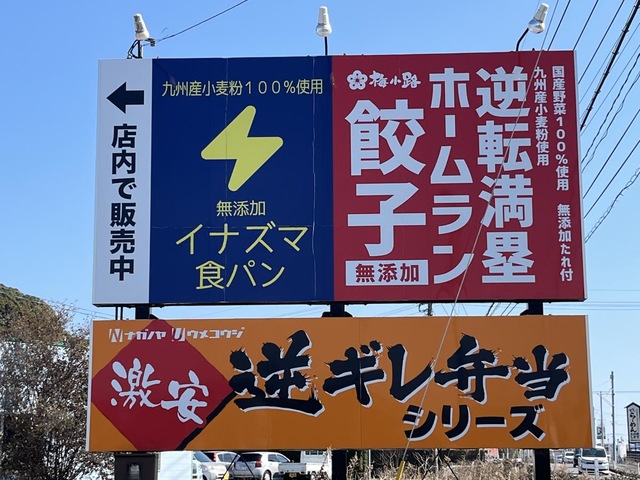 店内で販売中
九州産小麦粉100%使用
無添加
イナズマ
食パン
国産野菜100%使用 無添加たれ付
九州産小麦粉使用
逆転満塁
ホームラン
梅小路
餃子
無添加
ナガノヤ ウメコウジ
激安
逆ギレ弁当
シリーズ
らーめん